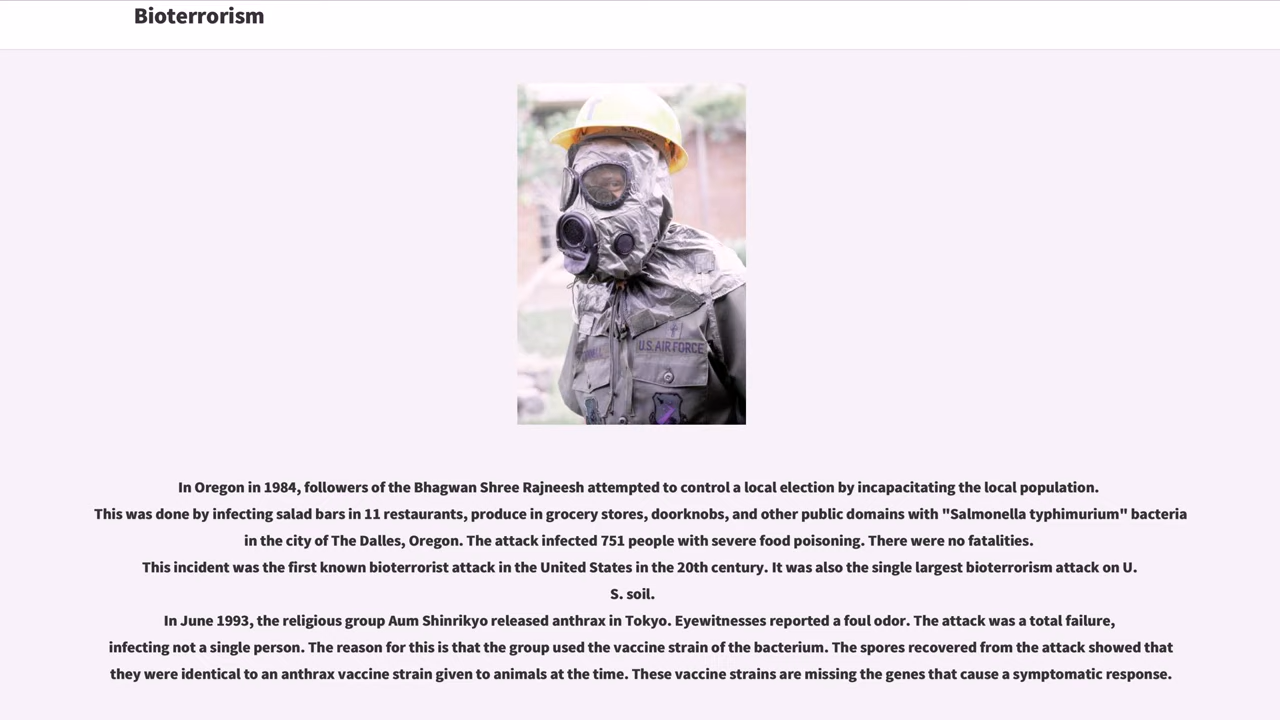 Bioterrorism
U.S. AIR FORCE
In Oregon in 1984, followers of the Bhagwan Shree Rajneesh attempted to control a local election by incapacitating the local population.
This was done by infecting salad bars in 11 restaurants, produce in grocery stores, doorknobs, and other public domains with "Salmonella typhimurium" bacteria
in the city of The Dalles, Oregon. The attack infected 751 people with severe food poisoning. There were no fatalities.
This incident was the first known bioterrorist attack in the United States in the 20th century. It was also the single largest bioterrorism attack on U.
S. soil.
In June 1993, the religious group Aum Shinrikyo released anthrax in Tokyo. Eyewitnesses reported a foul odor. The attack was a total failure,
infecting not a single person. The reason for this is that the group used the vaccine strain of the bacterium. The spores recovered from the attack showed that
they were identical to an anthrax vaccine strain given to animals at the time. These vaccine strains are missing the genes that cause a symptomatic response.